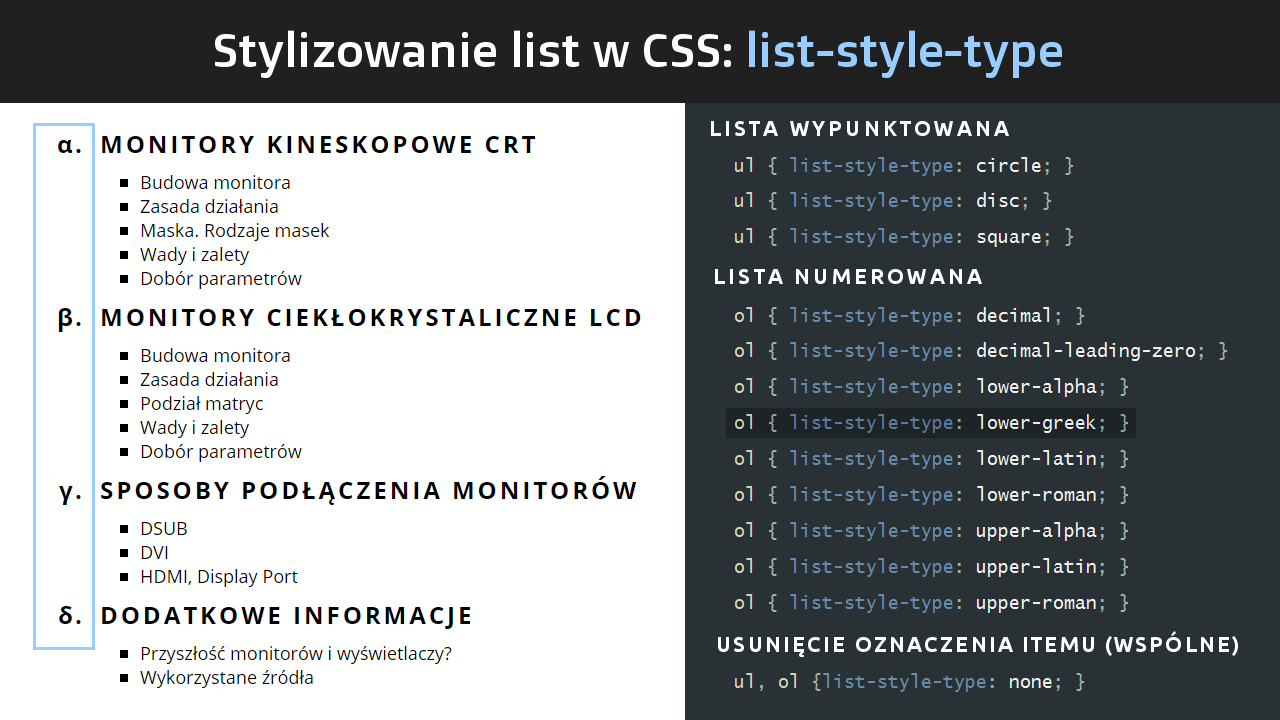 Stylizowanie list w CSS: list-style-type
α. MONITORY KINESKOPOWE CRT
Budowa monitora
Zasada działania
Maska. Rodzaje masek
Wady i zalety
Dobór parametrów
β. MONITORY CIEKŁOKRYSTALICZNE LCD
Budowa monitora
Zasada działania
Podział matryc
Wady i zalety
Dobór parametrów
γ. SPOSOBY PODŁĄCZENIA MONITORÓW
DSUB
DVI
HDMI, Display Port
δ. DODATKOWE INFORMACJE
Przyszłość monitorów i wyświetlaczy?
Wykorzystane źródła
LISTA WYPUNKTOWANA
ul { list-style-type: circle; }
ul { list-style-type: disc; }
ul { list-style-type: square; }
LISTA NUMEROWANA
ol { list-style-type: decimal; }
ol { list-style-type: decimal-leading-zero; }
ol { list-style-type: lower-alpha; }
ol { list-style-type: lower-greek; }
ol { list-style-type: lower-latin; }
ol { list-style-type: lower-roman; }
ol { list-style-type: upper-alpha; }
ol { list-style-type: upper-latin; }
ol { list-style-type: upper-roman; }
USUNIĘCIE OZNACZENIA ITEMU (WSPÓLNE)
ul, ol {list-style-type: none; }